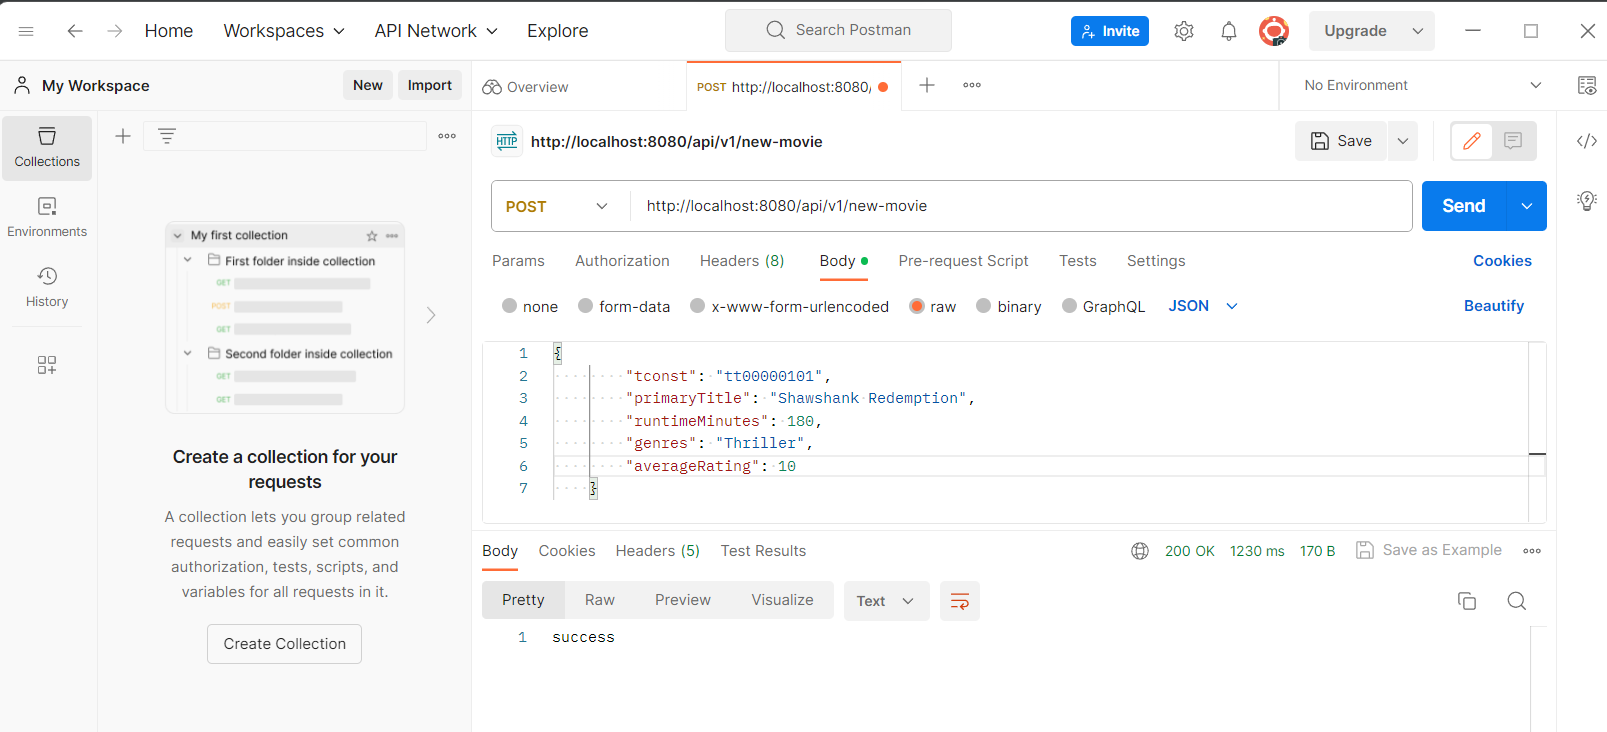 Home Workspaces API Network Explore Search Postman Invite Upgrade
My Workspace New Import
Overview POST http://localhost:8080/ No Environment
Collections
Environments
History
My first collection
First folder inside collection
GET
POST
GET
Second folder inside collection
GET
GET
Create a collection for your
requests
A collection lets you group related
requests and easily set common
authorization, tests, scripts, and
variables for all requests in it.
Create Collection
HTTP http://localhost:8080/api/v1/new-movie Save
POST http://localhost:8080/api/v1/new-movie Send
Params Authorization Headers (8) Body Pre-request Script Tests Settings Cookies
none form-data x-www-form-urlencoded raw binary GraphQL JSON Beautify
1 {
2 "tconst": "tt00000101",
3 "primaryTitle": "Shawshank Redemption",
4 "runtimeMinutes": 180,
5 "genres": "Thriller",
6 "averageRating": 10
7 }
Body Cookies Headers (5) Test Results 200 OK 1230 ms 170 B Save as Example
Pretty Raw Preview Visualize Text
1 success